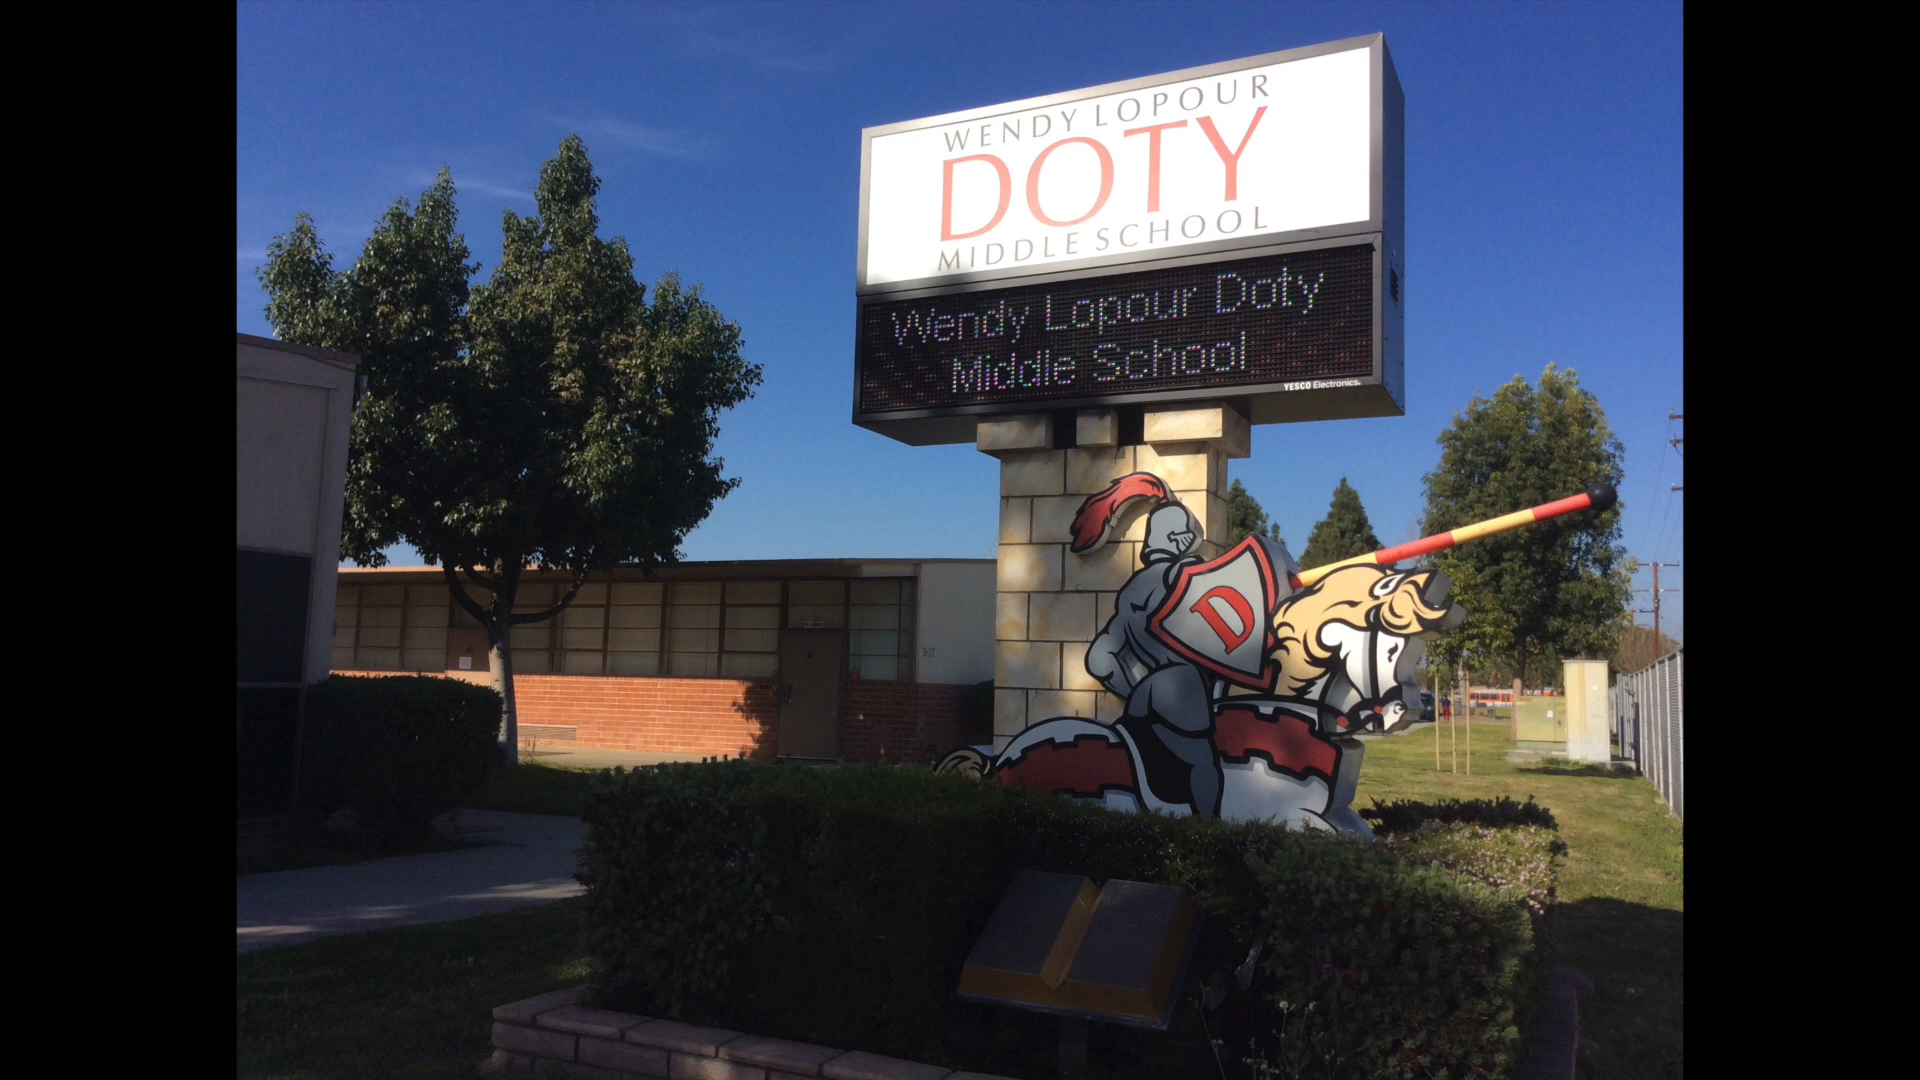 WENDY LOPOUR
DOTY
MIDDLE SCHOOL
Wendy Lopour Doty
Middle School
YESCO Electronics.
D